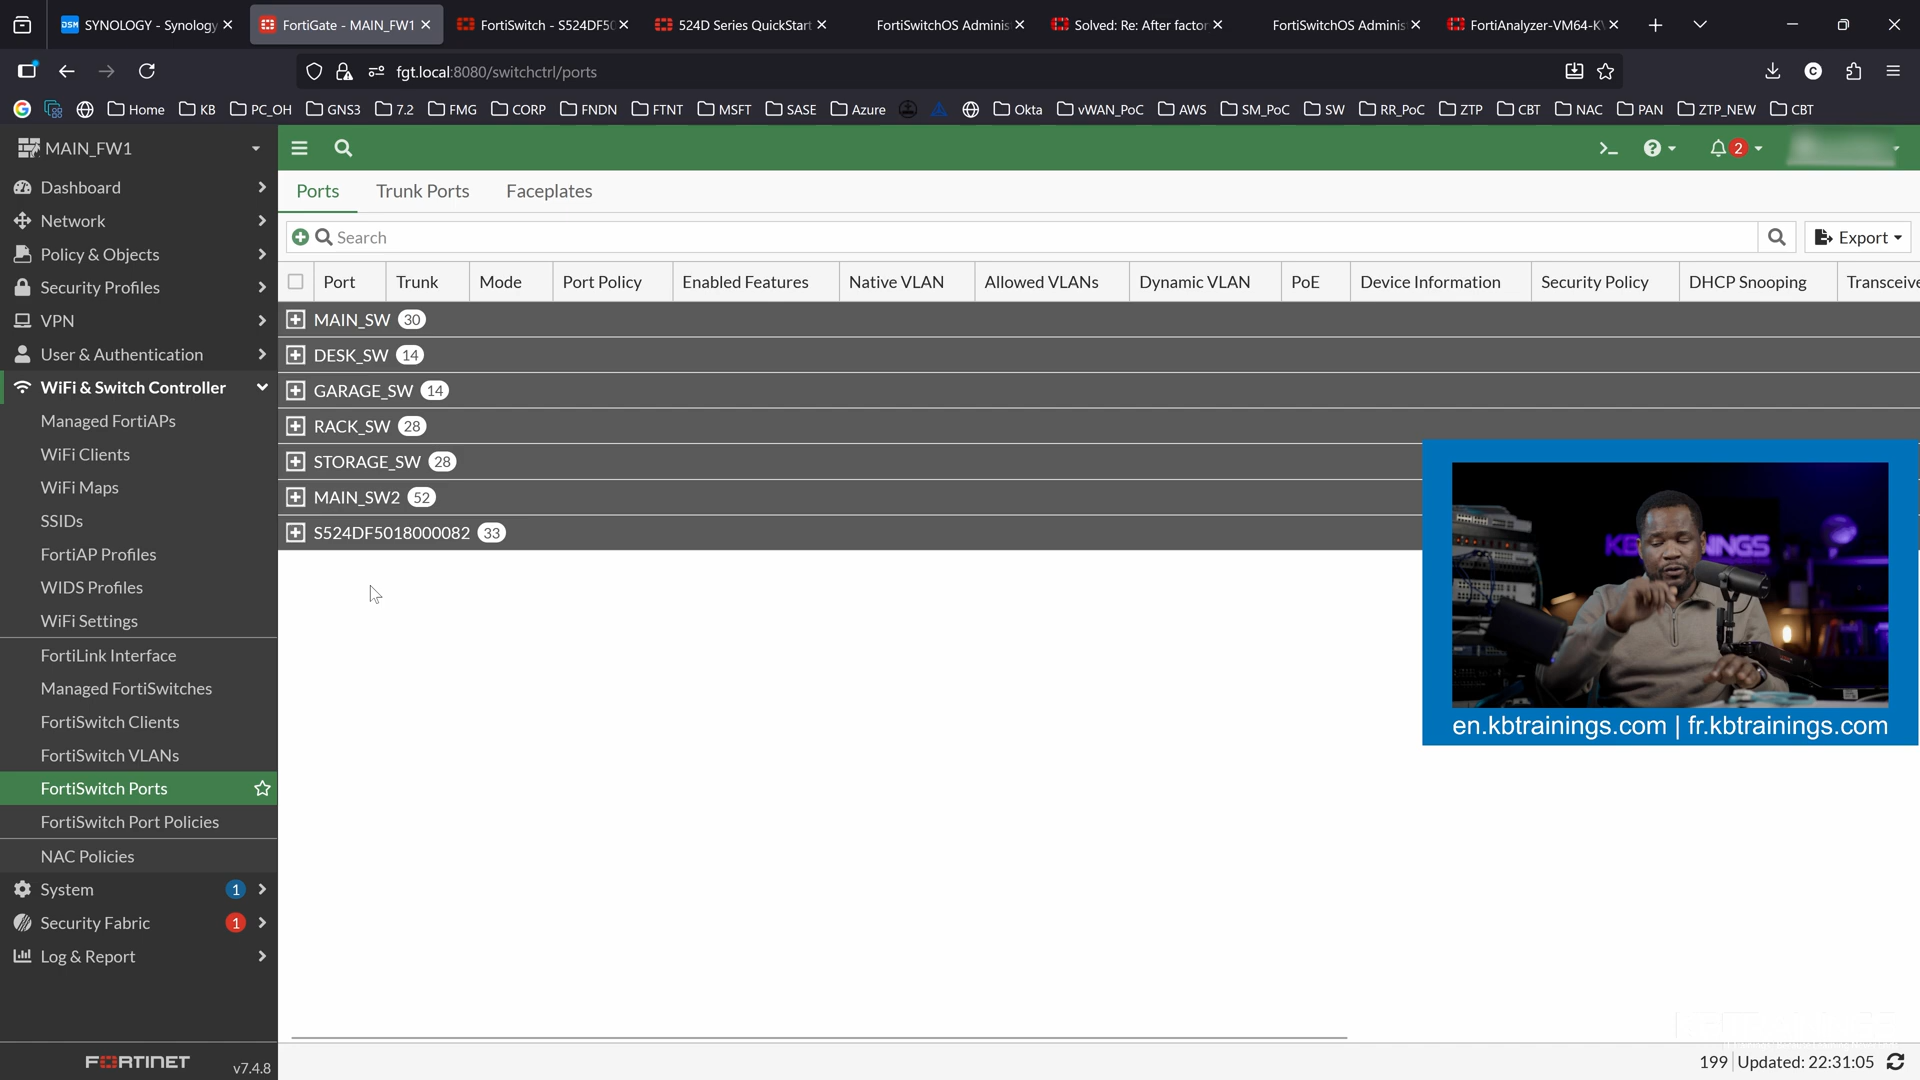 SYNOLOGY - Synology
FortiGate - MAIN_FW1
FortiSwitch - S524DF50
524D Series QuickStart
FortiSwitchOS Adminis
Solved: Re: After factor
FortiSwitchOS Adminis
FortiAnalyzer-VM64-KV
fgt.local:8080/switchctrl/ports
Home
KB
PC_OH
GNS3
7.2
FMG
CORP
FNDN
FTNT
MSFT
SASE
Azure
Okta
vWAN_PoC
AWS
SM_PoC
SW
RR_PoC
ZTP
CBT
NAC
PAN
ZTP_NEW
CBT
MAIN_FW1
2
Dashboard
Network
Policy & Objects
Security Profiles
VPN
User & Authentication
WiFi & Switch Controller
Managed FortiAPs
WiFi Clients
WiFi Maps
SSIDs
FortiAP Profiles
WIDS Profiles
WiFi Settings
FortiLink Interface
Managed FortiSwitches
FortiSwitch Clients
FortiSwitch VLANs
FortiSwitch Ports
FortiSwitch Port Policies
NAC Policies
System 1
Security Fabric 1
Log & Report
FORTINET v7.4.8
Ports Trunk Ports Faceplates
Search
Export
Port Trunk Mode Port Policy Enabled Features Native VLAN Allowed VLANs Dynamic VLAN PoE Device Information Security Policy DHCP Snooping Transceive
MAIN_SW 30
DESK_SW 14
GARAGE_SW 14
RACK_SW 28
STORAGE_SW 28
MAIN_SW2 52
S524DF5018000082 33
en.kbtrainings.com | fr.kbtrainings.com
199 Updated: 22:31:05